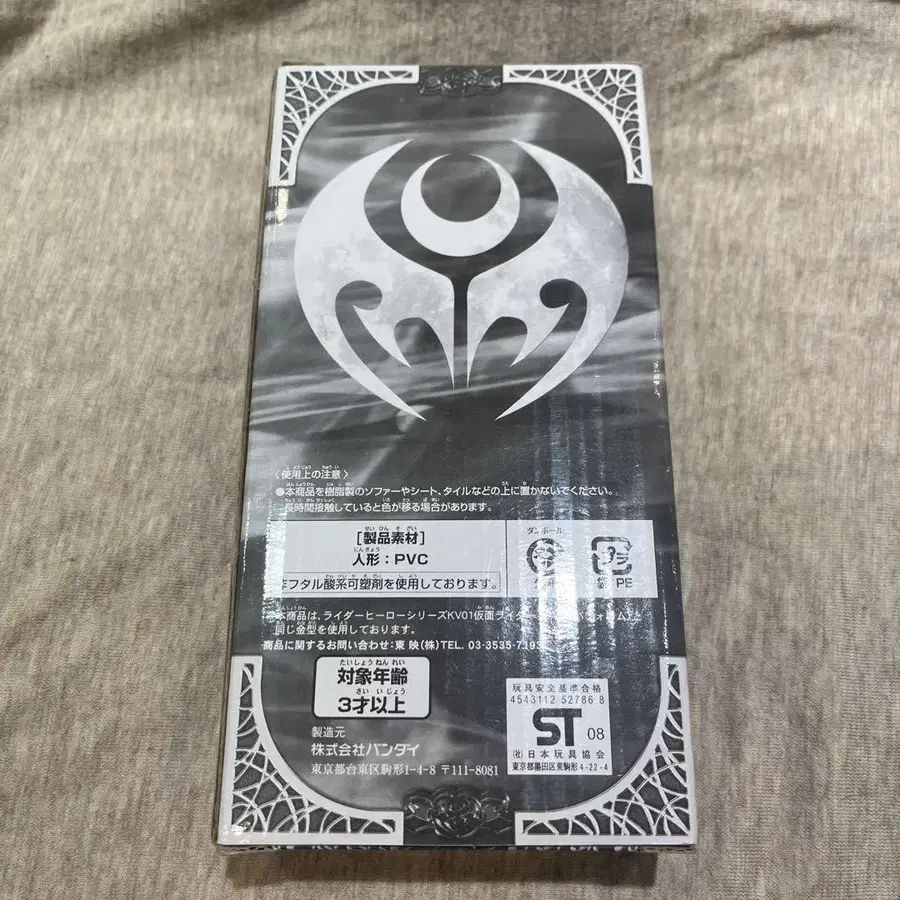 〈使用上の注意〉
●本商品を樹脂製のソファーやシート、タイルなどの上に置かないでください。
長時間接触していると色が移る場合があります。
[製品素材]
人形：PVC
非フタル酸系可塑剤を使用しております。
ダンボール
プラ
PE
本商品は、ライダーヒーローシリーズKV01仮面ライダー
同じ金型を使用しております。
商品に関するお問い合わせ：東映(株)TEL. 03-3535-7193
対象年齢
3才以上
製造元
株式会社バンダイ
東京都台東区駒形1-4-8 〒111-8081
玩具安全基準合格
4543112 52786 8
ST 08
(社)日本玩具協会
東京都墨田区東駒形4-22-4